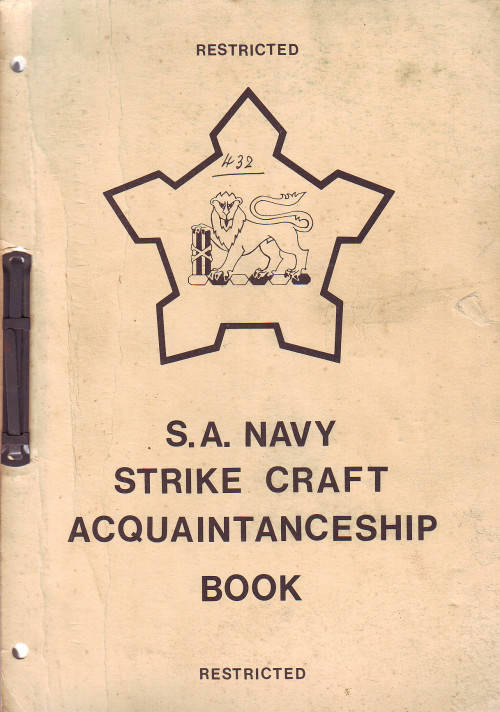 RESTRICTED
432
S.A. NAVY
STRIKE CRAFT
ACQUAINTANCESHIP
BOOK
RESTRICTED